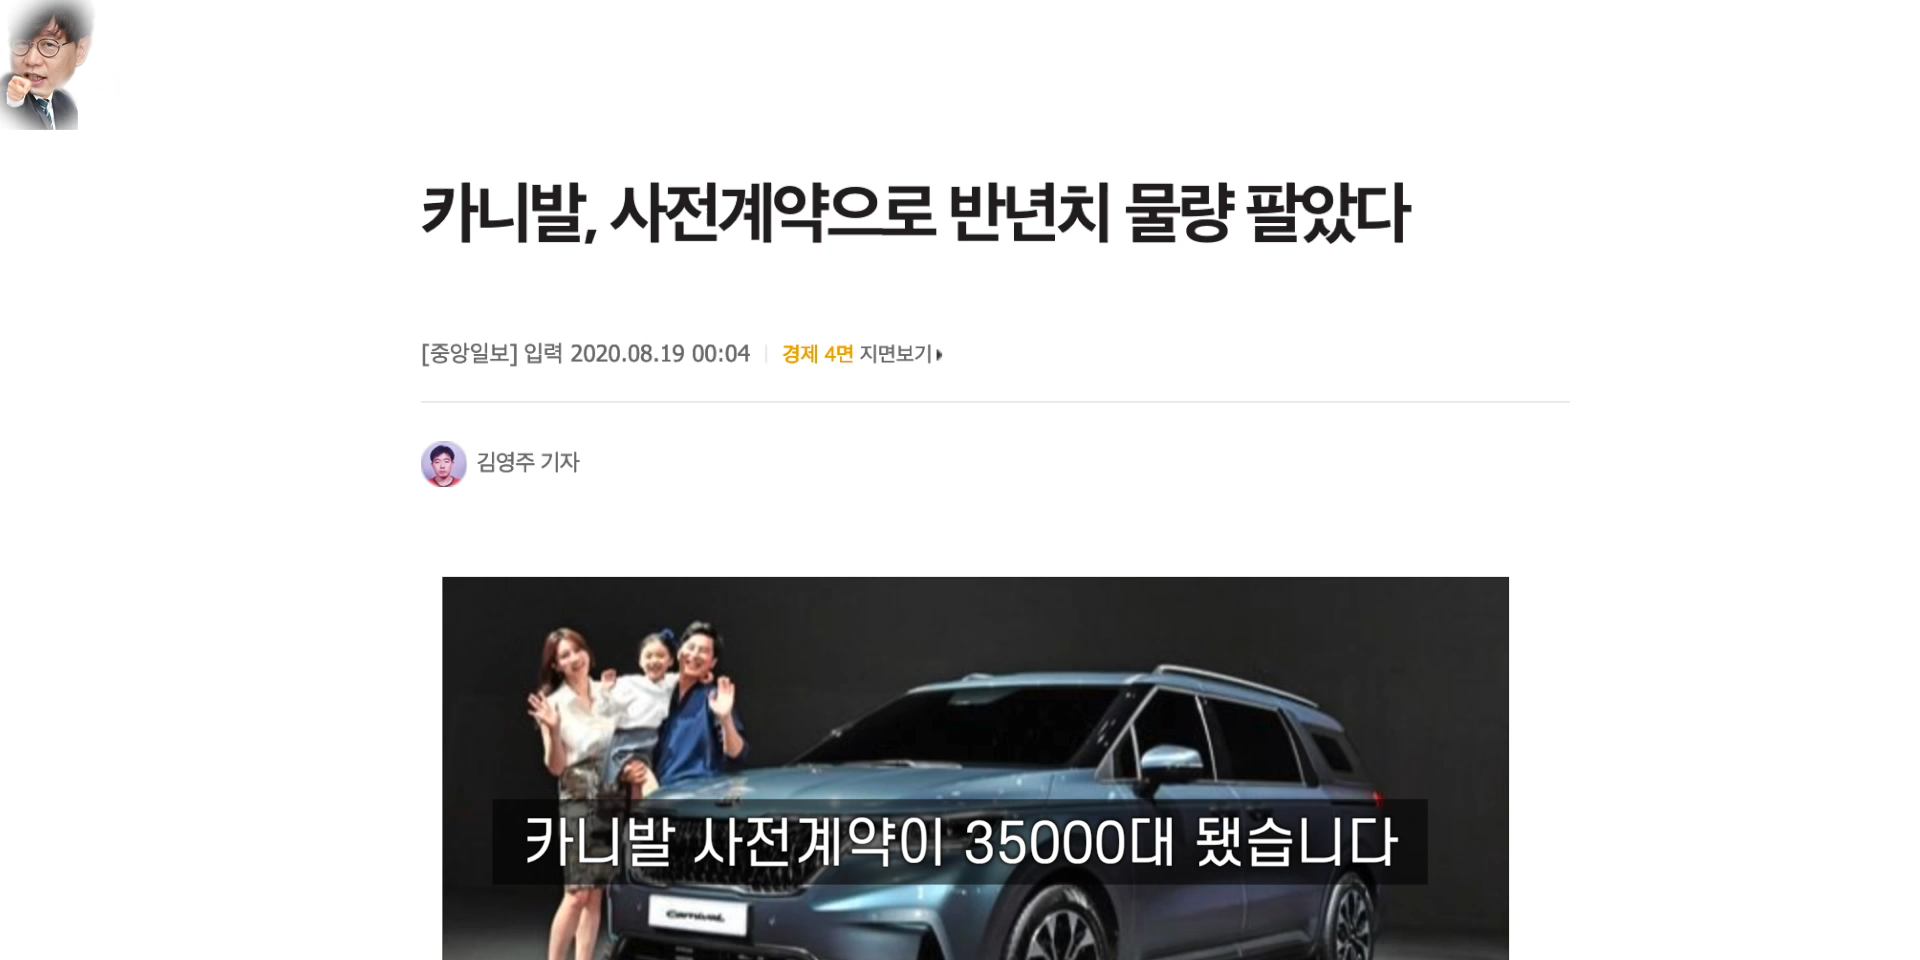 카니발, 사전계약으로 반년치 물량 팔았다
[중앙일보] 입력 2020.08.19 00:04 | 경제 4면 지면보기
김영주 기자
카니발 사전계약이 35000대 됐습니다
Carnival